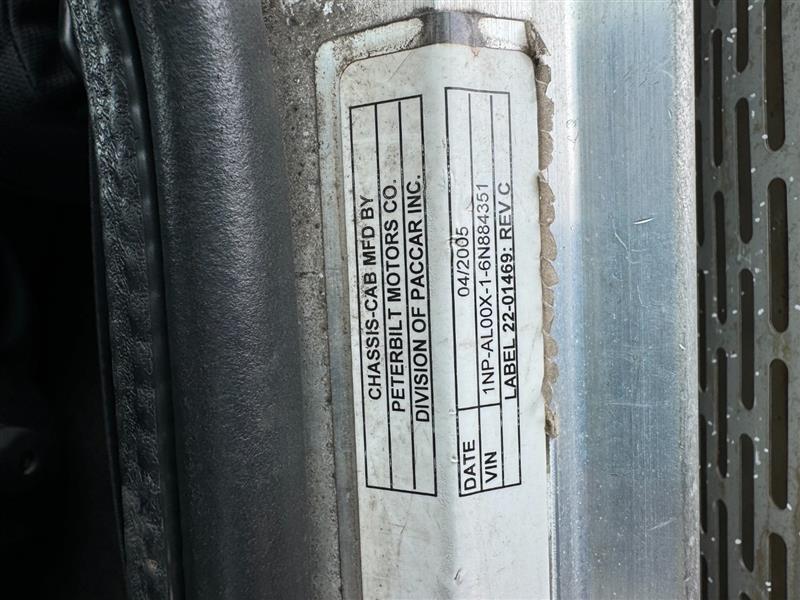 CHASSIS-CAB MFD BY
PETERBILT MOTORS CO.
DIVISION OF PACCAR INC.
DATE 04/2005
VIN 1NP-AL00X-1-6N884351
LABEL 22-01469: REV C